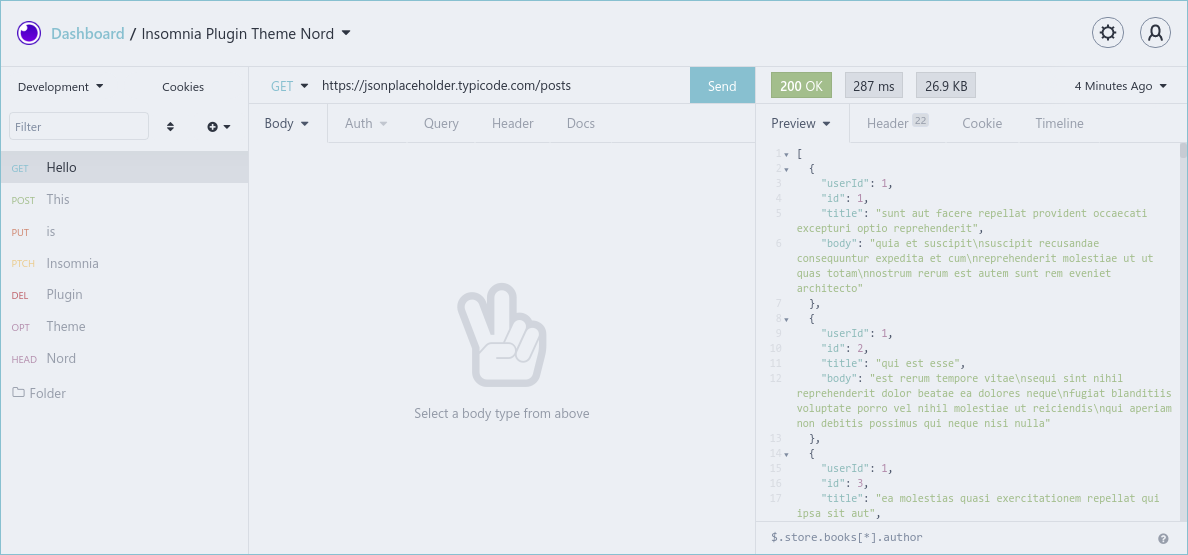 Dashboard / Insomnia Plugin Theme Nord
Development
Cookies
Filter
GET Hello
POST This
PUT is
PTCH Insomnia
DEL Plugin
OPT Theme
HEAD Nord
Folder
GET https://jsonplaceholder.typicode.com/posts
Send
Body Auth Query Header Docs
Select a body type from above
200 OK 287 ms 26.9 KB 4 Minutes Ago
Preview Header 22 Cookie Timeline
1 [
2 {
3 "userId": 1,
4 "id": 1,
5 "title": "sunt aut facere repellat provident occaecati
excepturi optio reprehenderit",
6 "body": "quia et suscipit\nsuscipit recusandae
consequuntur expedita et cum\nreprehenderit molestiae ut ut
quas totam\nnostrum rerum est autem sunt rem eveniet
architecto"
7 },
8 {
9 "userId": 1,
10 "id": 2,
11 "title": "qui est esse",
12 "body": "est rerum tempore vitae\nsequi sint nihil
reprehenderit dolor beatae ea dolores neque\nfugiat blanditiis
voluptate porro vel nihil molestiae ut reiciendis\nqui aperiam
non debitis possimus qui neque nisi nulla"
13 },
14 {
15 "userId": 1,
16 "id": 3,
17 "title": "ea molestias quasi exercitationem repellat qui
ipsa sit aut",
$.store.books[*].author